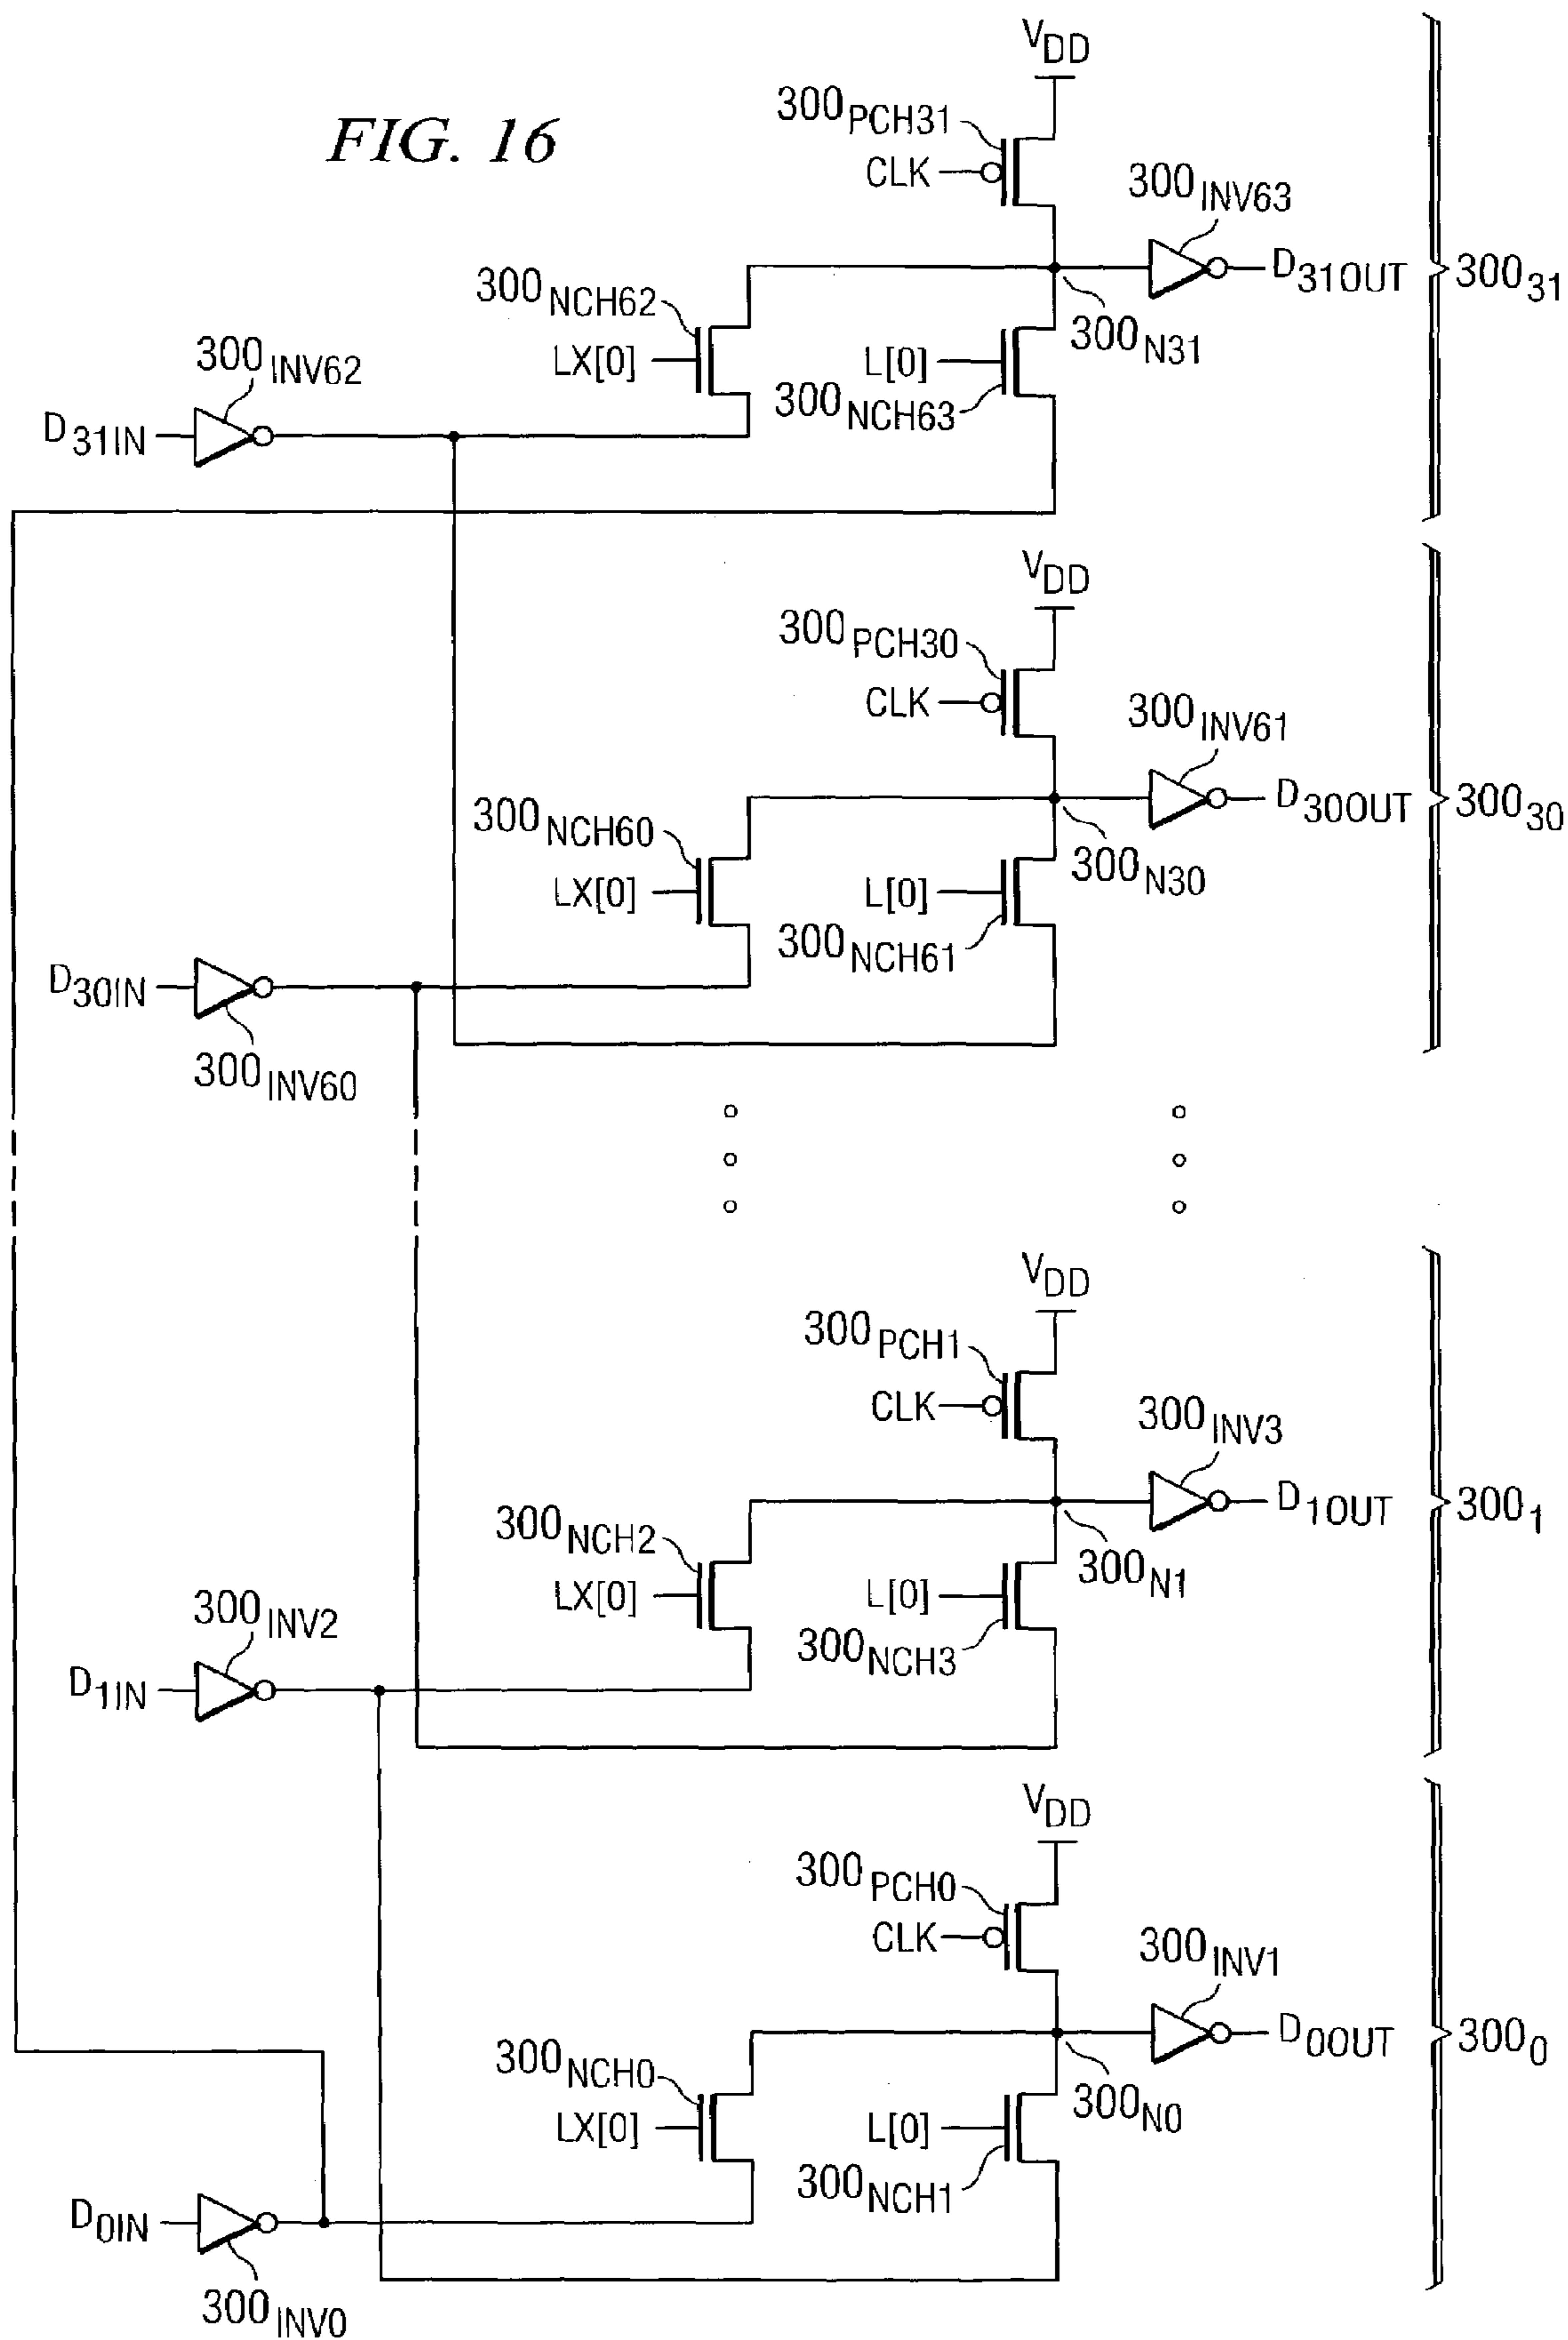 FIG. 16
VDD
300PCH31
CLK
300INV63
D31OUT
30031
300NCH62
LX[0]
L[0]
300N31
300NCH63
300INV62
D31IN
VDD
300PCH30
CLK
300INV61
D30OUT
30030
300NCH60
LX[0]
L[0]
300N30
300NCH61
D30IN
300INV60
VDD
300PCH1
CLK
300INV3
D1OUT
3001
300NCH2
LX[0]
L[0]
300N1
300NCH3
300INV2
D1IN
VDD
300PCH0
CLK
300INV1
D0OUT
3000
300NCH0
LX[0]
L[0]
300N0
300NCH1
D0IN
300INV0